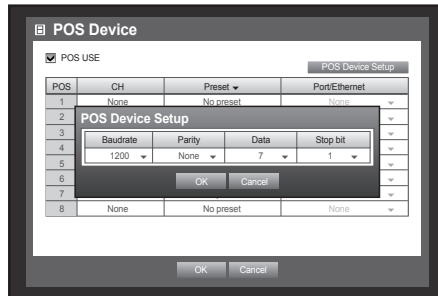 POS Device
POS USE
POS Device Setup
POS CH Preset Port/Ethernet
1 None No preset None
2
POS Device Setup
3
Baudrate Parity Data Stop bit
4
1200 None 7 1
5
6
OK Cancel
7
8 None No preset None
OK Cancel